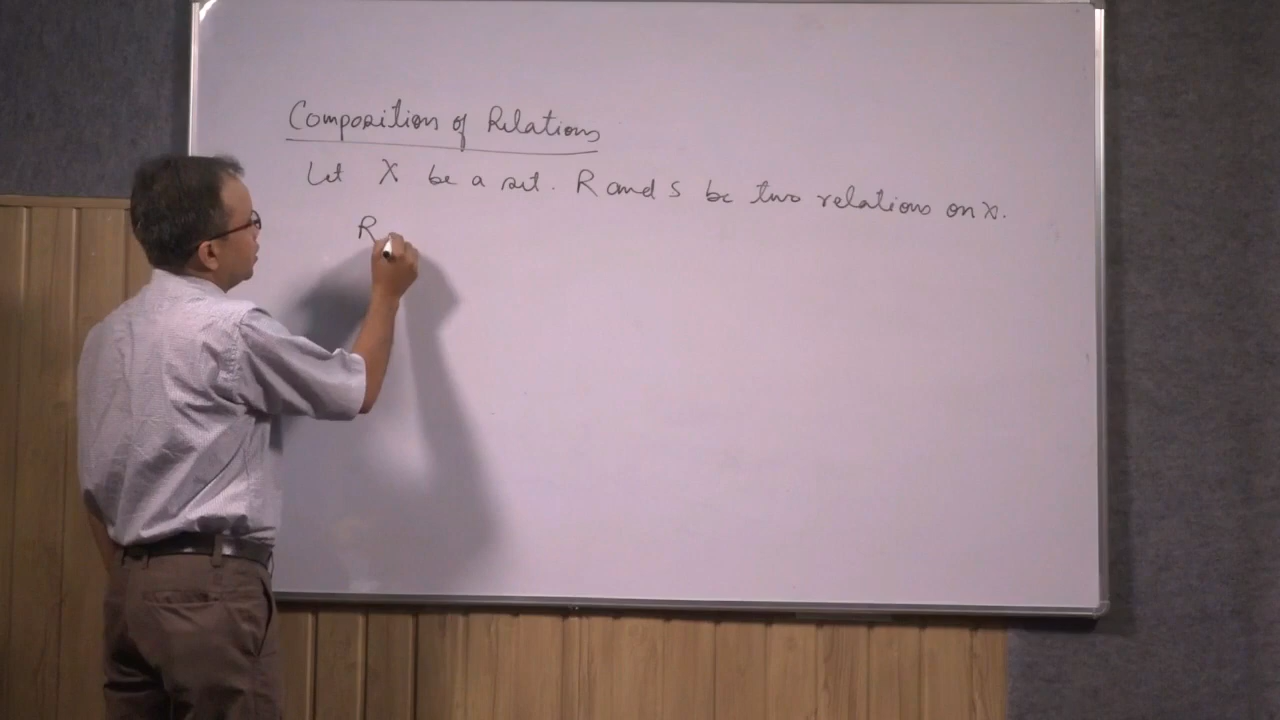 Composition of Relations
Let X be a set. R and S be two relations on X.
R